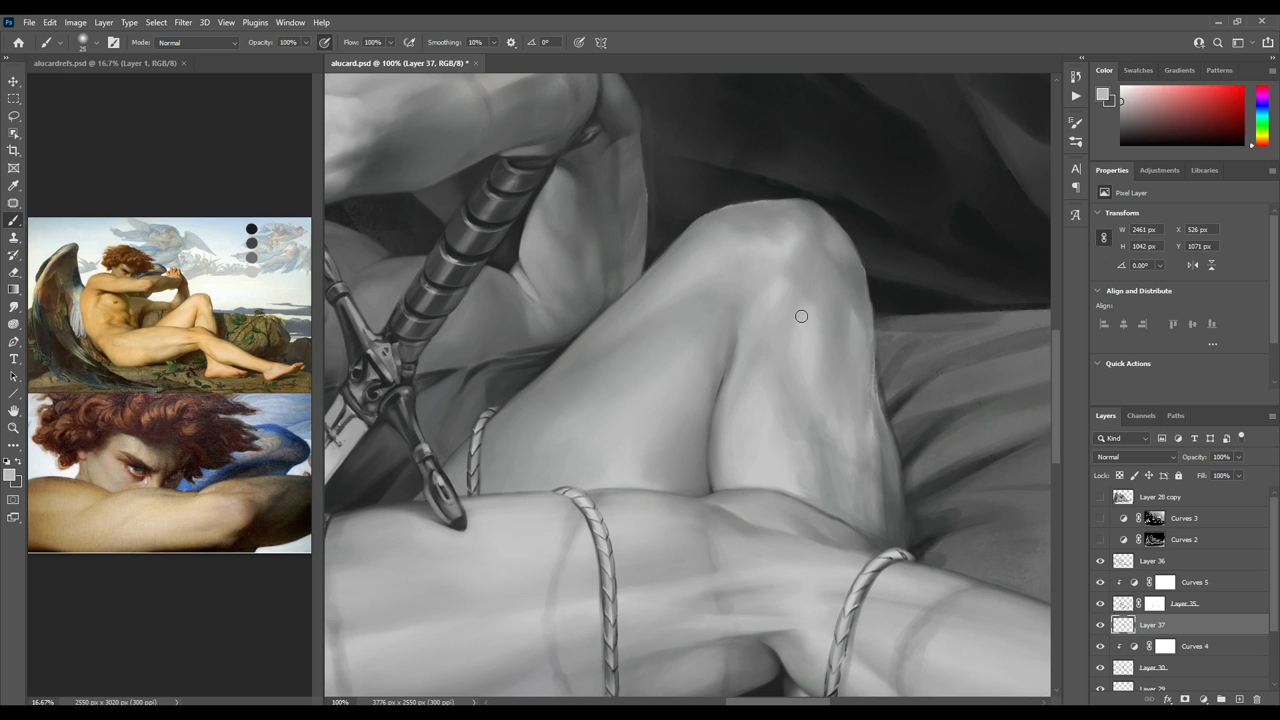 Ps File Edit Image Layer Type Select Filter 3D View Plugins Window Help
25 Mode: Normal Opacity: 100% Flow: 100% Smoothing: 10% 0°
alucardrefs.psd @ 16.7% (Layer 1, RGB/8) × alucard.psd @ 100% (Layer 37, RGB/8) * ×
Color Swatches Gradients Patterns
Properties Adjustments Libraries
Pixel Layer
Transform
W 2461 px X 526 px
H 1042 px Y 1071 px
0.00°
Align and Distribute
Align:
Quick Actions
Layers Channels Paths
Kind
Normal Opacity: 100%
Lock: Fill: 100%
Layer 28 copy
Curves 3
Curves 2
Layer 36
Curves 5
Layer 35
Layer 37
Curves 4
Layer 30
Layer 29
16.67% 2550 px x 3020 px (300 ppi) 100% 3776 px x 2550 px (300 ppi)